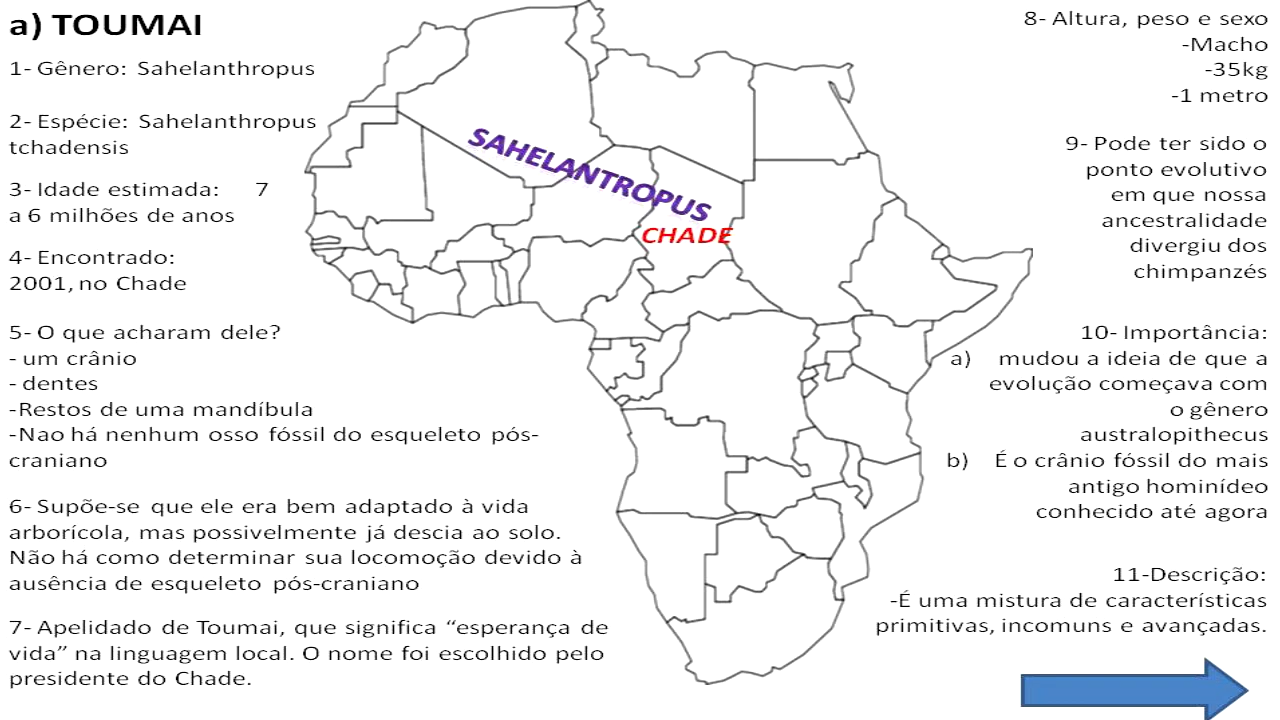 a) TOUMAI
1- Gênero: Sahelanthropus
2- Espécie: Sahelanthropus
tchadensis
3- Idade estimada: 7
a 6 milhões de anos
4- Encontrado:
2001, no Chade
5- O que acharam dele?
- um crânio
- dentes
-Restos de uma mandíbula
-Nao há nenhum osso fóssil do esqueleto pós-
craniano
6- Supõe-se que ele era bem adaptado à vida
arborícola, mas possivelmente já descia ao solo.
Não há como determinar sua locomoção devido à
ausência de esqueleto pós-craniano
7- Apelidado de Toumai, que significa “esperança de
vida” na linguagem local. O nome foi escolhido pelo
presidente do Chade.
SAHELANTROPUS
CHADE
8- Altura, peso e sexo
-Macho
-35kg
-1 metro
9- Pode ter sido o
ponto evolutivo
em que nossa
ancestralidade
divergiu dos
chimpanzés
10- Importância:
a) mudou a ideia de que a
evolução começava com
o gênero
australopithecus
b) É o crânio fóssil do mais
antigo hominídeo
conhecido até agora
11-Descrição:
-É uma mistura de características
primitivas, incomuns e avançadas.